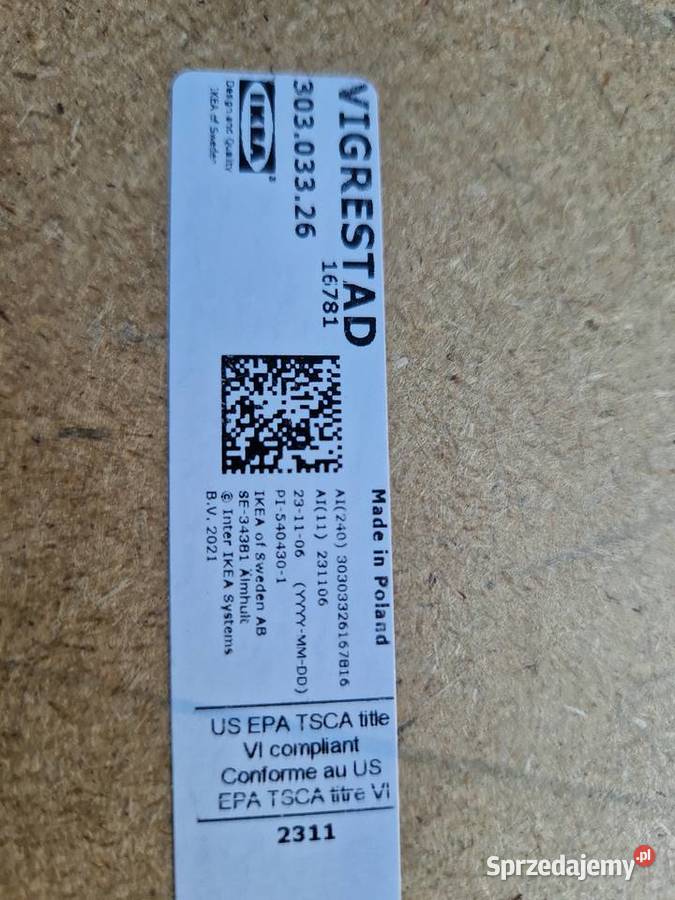 VIGRESTAD
303.033.26
16781
IKEA
Design and Quality
IKEA of Sweden
Made in Poland
AI(240) 30303326167816
AI(11) 231106
23-11-06 (YYYY-MM-DD)
PI-540430-1
IKEA of Sweden AB
SE-34381 Älmhult
© Inter IKEA Systems
B.V. 2021
US EPA TSCA title
VI compliant
Conforme au US
EPA TSCA titre VI
2311
Sprzedajemy.pl